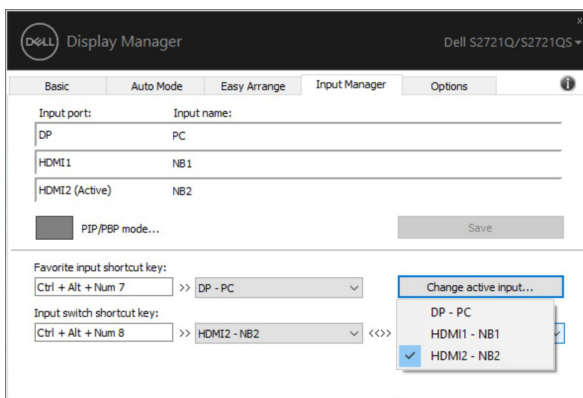 DELL Display Manager
Dell S2721Q/S2721QS
Basic Auto Mode Easy Arrange Input Manager Options
Input port: Input name:
DP PC
HDMI1 NB1
HDMI2 (Active) NB2
PIP/PBP mode... Save
Favorite input shortcut key:
Ctrl + Alt + Num 7 >> DP - PC Change active input...
Input switch shortcut key:
Ctrl + Alt + Num 8 >> HDMI2 - NB2 <<>>
DP - PC
HDMI1 - NB1
HDMI2 - NB2